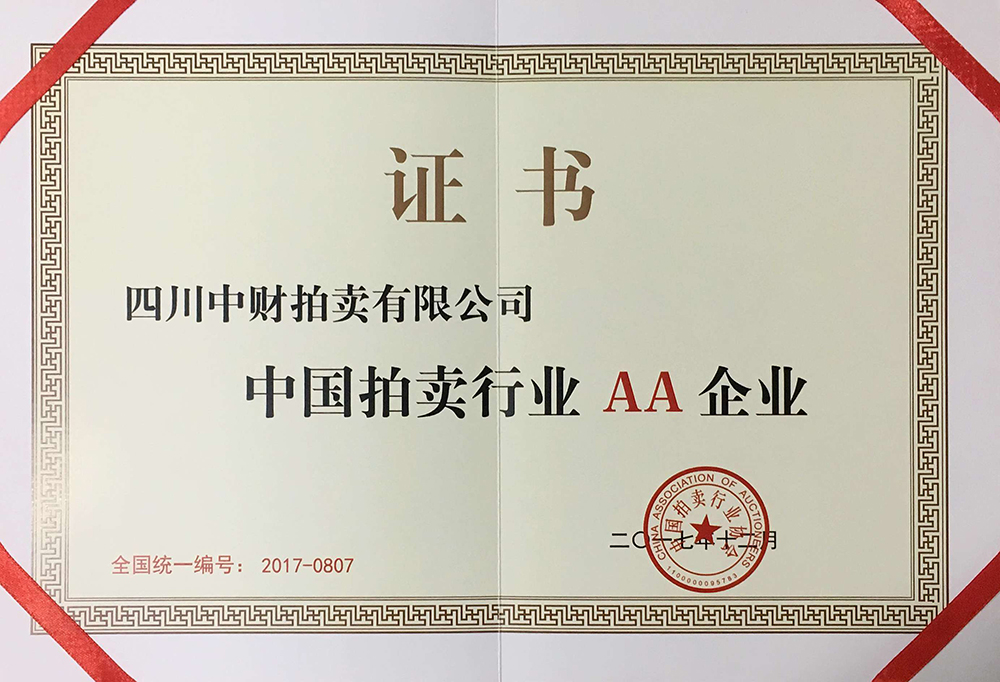 证书
四川中财拍卖有限公司
中国拍卖行业 AA 企业
CHINA ASSOCIATION OF AUCTIONEERS
中国拍卖行业协会
二〇一七年十二月
1100000095783
全国统一编号： 2017-0807